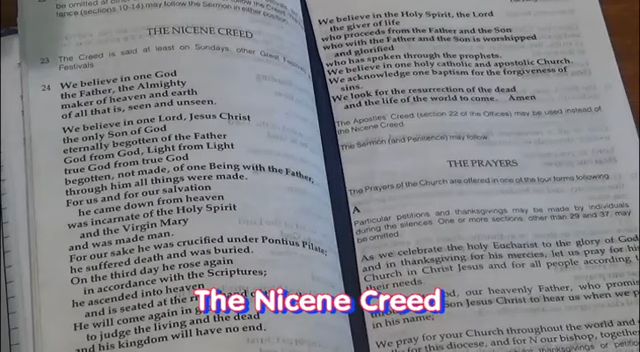 be omitted at
tance (sections 10-14) may follow the Sermon in either position.
THE NICENE CREED
23 The Creed is said at least on Sundays, other Great Festivals,
Festivals
24 We believe in one God
the Father, the Almighty
maker of heaven and earth
of all that is, seen and unseen.
We believe in one Lord, Jesus Christ
the only Son of God
eternally begotten of the Father
God from God, Light from Light
true God from true God
begotten, not made, of one Being with the Father,
through him all things were made.
For us and for our salvation
he came down from heaven
was incarnate of the Holy Spirit
and the Virgin Mary
and was made man.
For our sake he was crucified under Pontius Pilate;
he suffered death and was buried.
On the third day he rose again
in accordance with the Scriptures;
he ascended into heaven
and is seated at the
He will come again in
to judge the living and the dead
and his kingdom will have no end.
We believe in the Holy Spirit, the Lord
the giver of life
who proceeds from the Father and the Son
who with the Father and the Son is worshipped
and glorified
who has spoken through the prophets.
We believe in one holy catholic and apostolic Church.
We acknowledge one baptism for the forgiveness of
sins.
We look for the resurrection of the dead
and the life of the world to come. Amen
The Apostles' Creed (section 22 of the Offices) may be used instead of
the Nicene Creed.
The Sermon (and Penitence) may follow.
THE PRAYERS
The Prayers of the Church are offered in one of the four forms following.
A
Particular petitions and thanksgivings may be made by individuals
during the silences. One or more sections, other than 29 and 37, may
be omitted.
As we celebrate the holy Eucharist to the glory of God
and in thanksgiving for his mercies, let us pray for
Church in Christ Jesus and for all people according
their needs
God, our heavenly Father, who
Son Jesus Christ to hear us when we
in his name,
We pray for your Church throughout the world and
for this diocese, and for N our bishop, together
The Nicene Creed